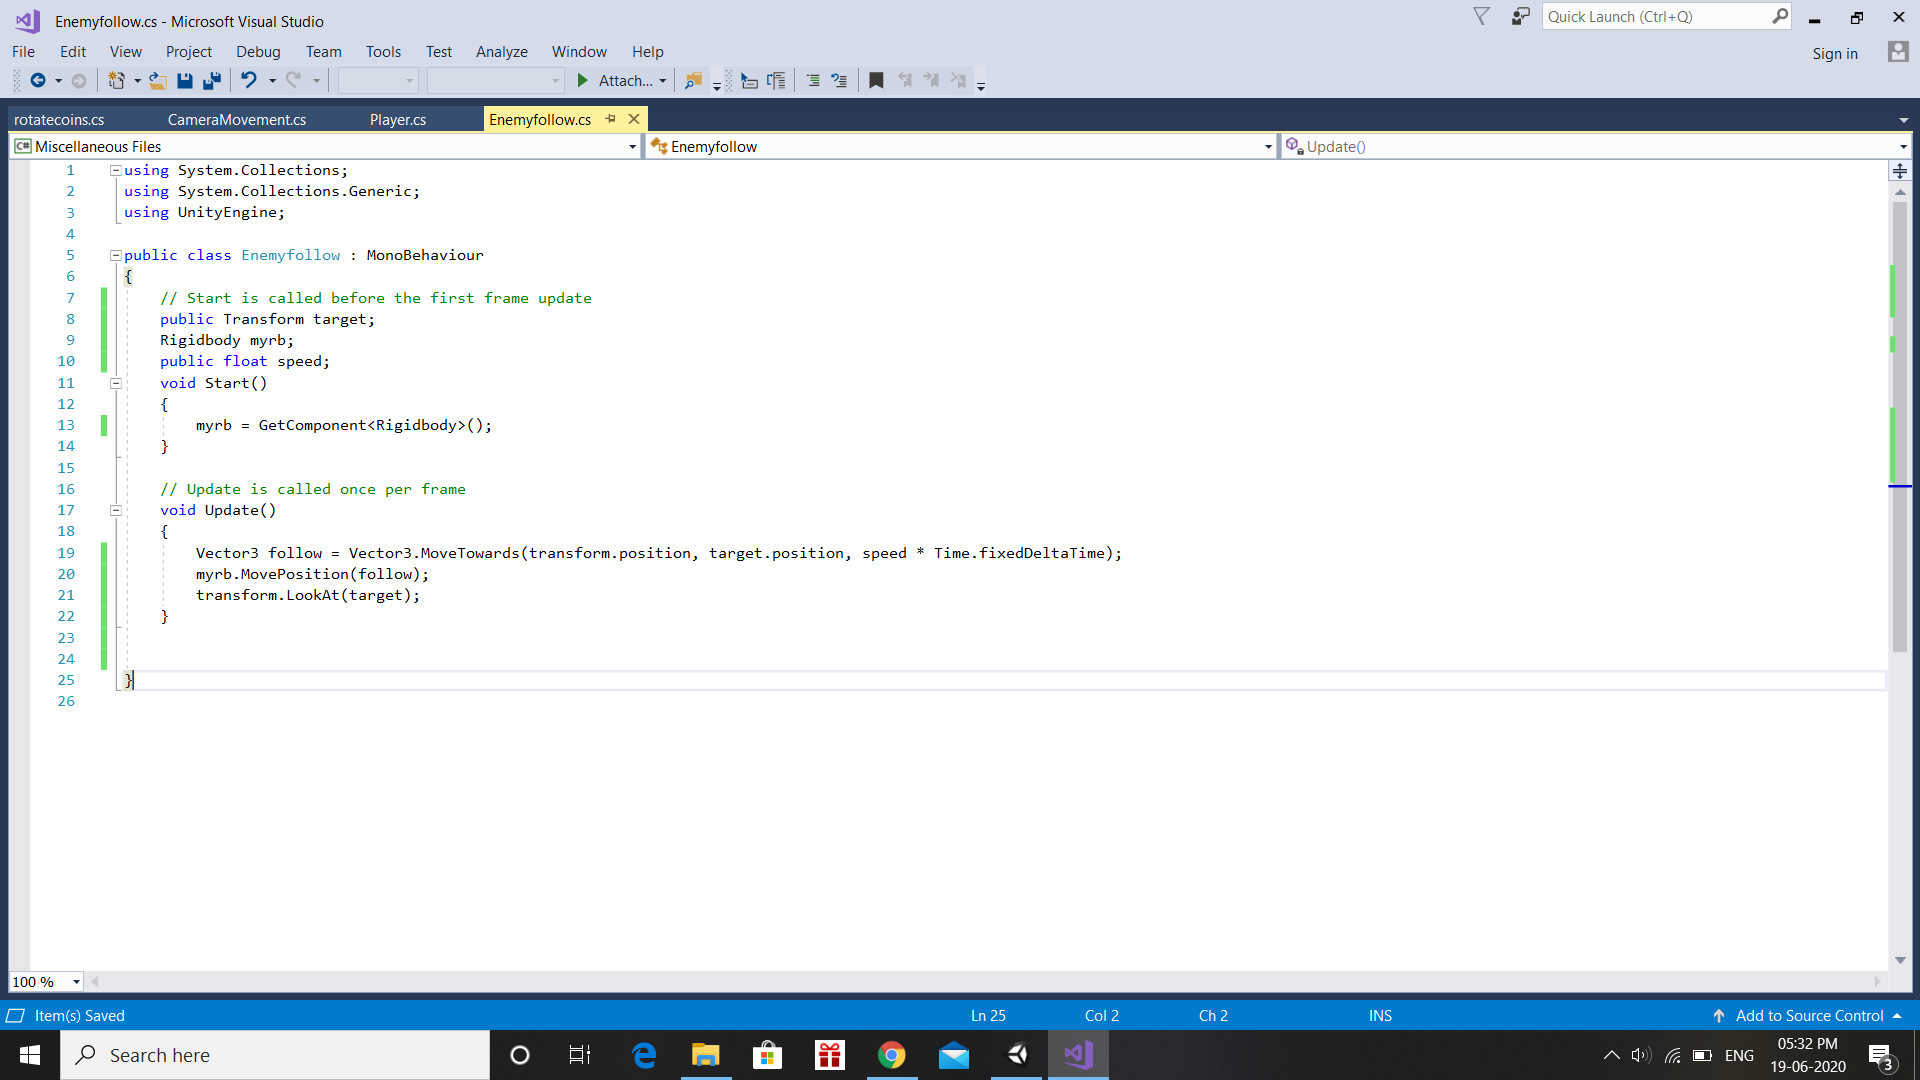 Enemyfollow.cs - Microsoft Visual Studio
Quick Launch (Ctrl+Q)
File Edit View Project Debug Team Tools Test Analyze Window Help
Sign in
Attach...
rotatecoins.cs CameraMovement.cs Player.cs Enemyfollow.cs
C# Miscellaneous Files Enemyfollow Update()
1 using System.Collections;
2 using System.Collections.Generic;
3 using UnityEngine;
4
5 public class Enemyfollow : MonoBehaviour
6 {
7 // Start is called before the first frame update
8 public Transform target;
9 Rigidbody myrb;
10 public float speed;
11 void Start()
12 {
13 myrb = GetComponent<Rigidbody>();
14 }
15
16 // Update is called once per frame
17 void Update()
18 {
19 Vector3 follow = Vector3.MoveTowards(transform.position, target.position, speed * Time.fixedDeltaTime);
20 myrb.MovePosition(follow);
21 transform.LookAt(target);
22 }
23
24
25 }
26
100 %
Item(s) Saved Ln 25 Col 2 Ch 2 INS Add to Source Control
Search here
ENG
05:32 PM
19-06-2020
3